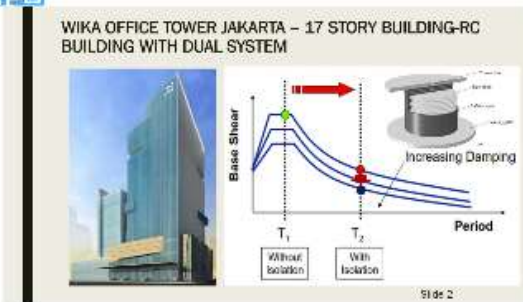 WIKA OFFICE TOWER JAKARTA – 17 STORY BUILDING-RC
BUILDING WITH DUAL SYSTEM
Base Shear
Increasing Damping
Period
T1
T2
Without
Isolation
With
Isolation
Slide 2